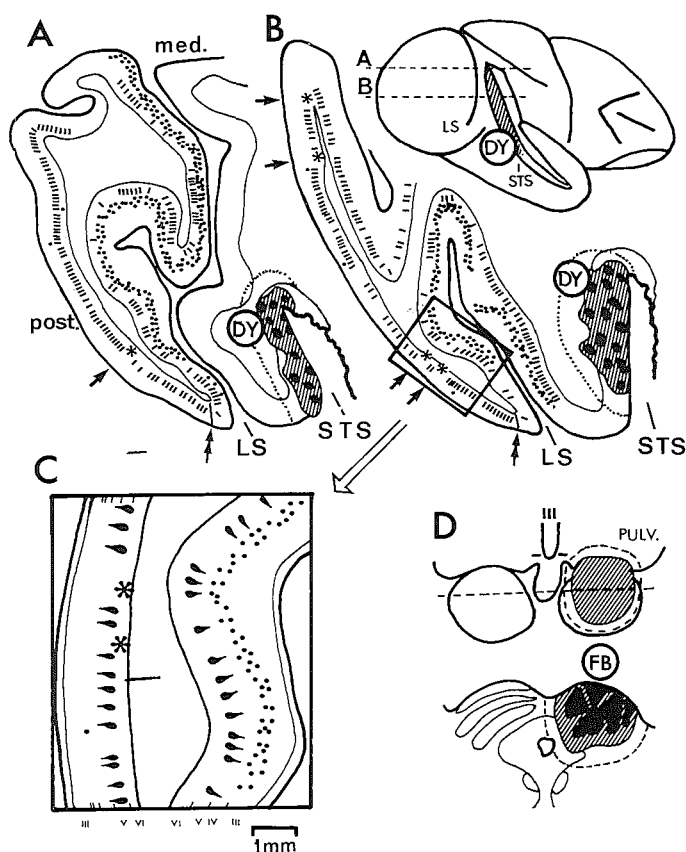 A
med.
B
A
B
LS
DY
STS
post.
DY
DY
STS
LS
STS
LS
C
D
III
PULV.
FB
III V VI VI V IV III
1mm